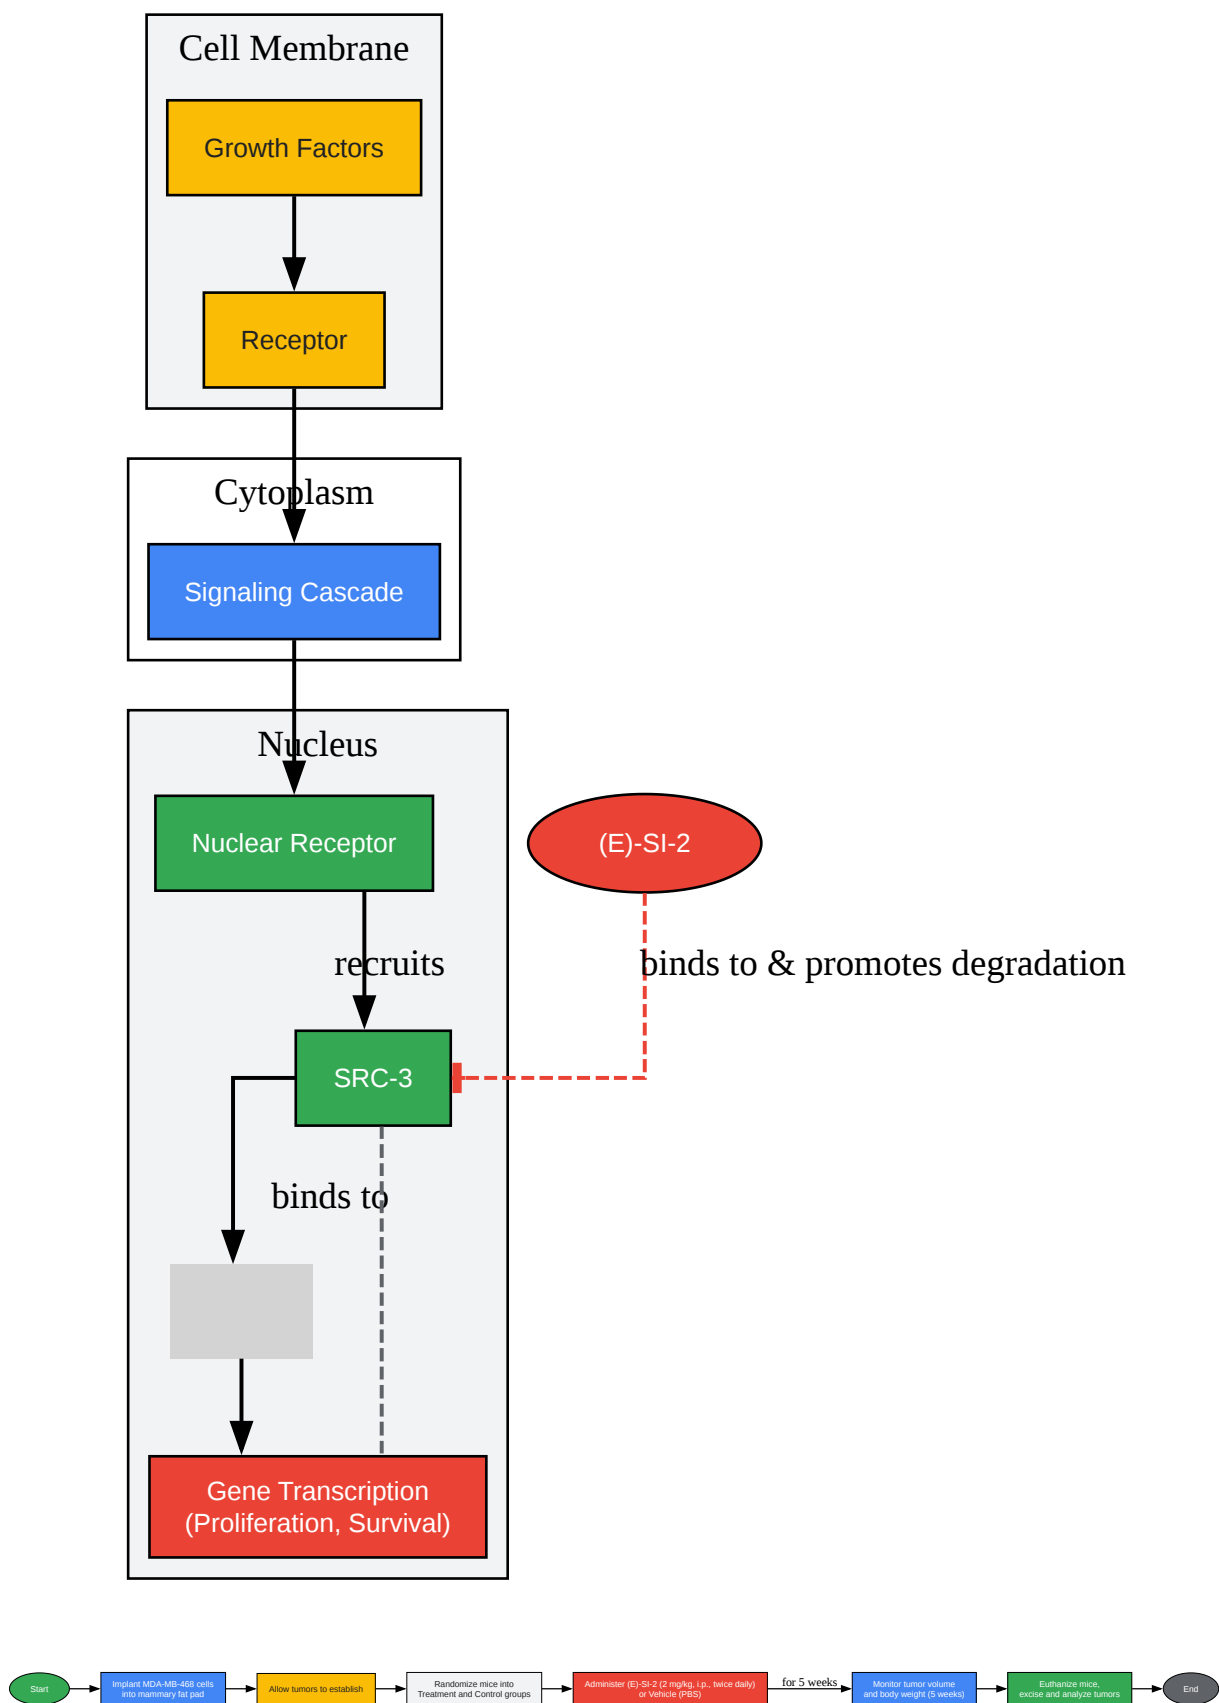 Cell Membrane
Growth Factors
Receptor
Cytoplasm
Signaling Cascade
Nucleus
Nuclear Receptor
(E)-SI-2
recruits
binds to & promotes degradation
SRC-3
binds to
Gene Transcription
(Proliferation, Survival)
Start
Implant MDA-MB-468 cells
into mammary fat pad
Allow tumors to establish
Randomize mice into
Treatment and Control groups
Administer (E)-SI-2 (2 mg/kg, i.p., twice daily)
or Vehicle (PBS)
for 5 weeks
Monitor tumor volume
and body weight (5 weeks)
Euthanize mice,
excise and analyze tumors
End